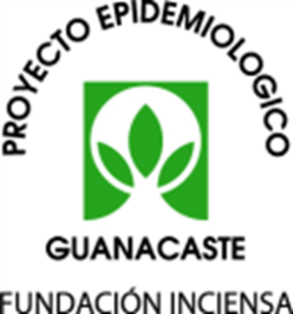 PROYECTO EPIDEMIOLOGICO
GUANACASTE
FUNDACIÓN INCIENSA